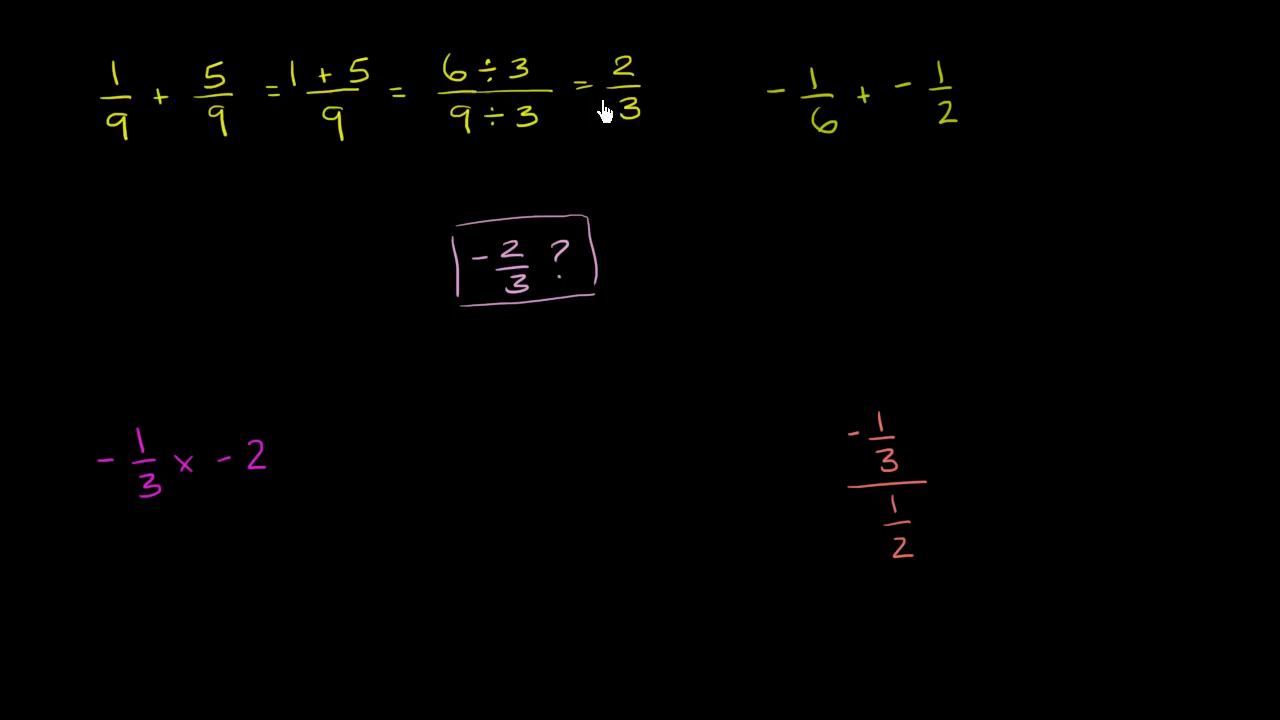 1/9 + 5/9 = (1 + 5)/9 = (6 ÷ 3)/(9 ÷ 3) = 2/3
-1/6 + -1/2
-2/3 ?
-1/3 x -2
(-1/3)/(1/2)